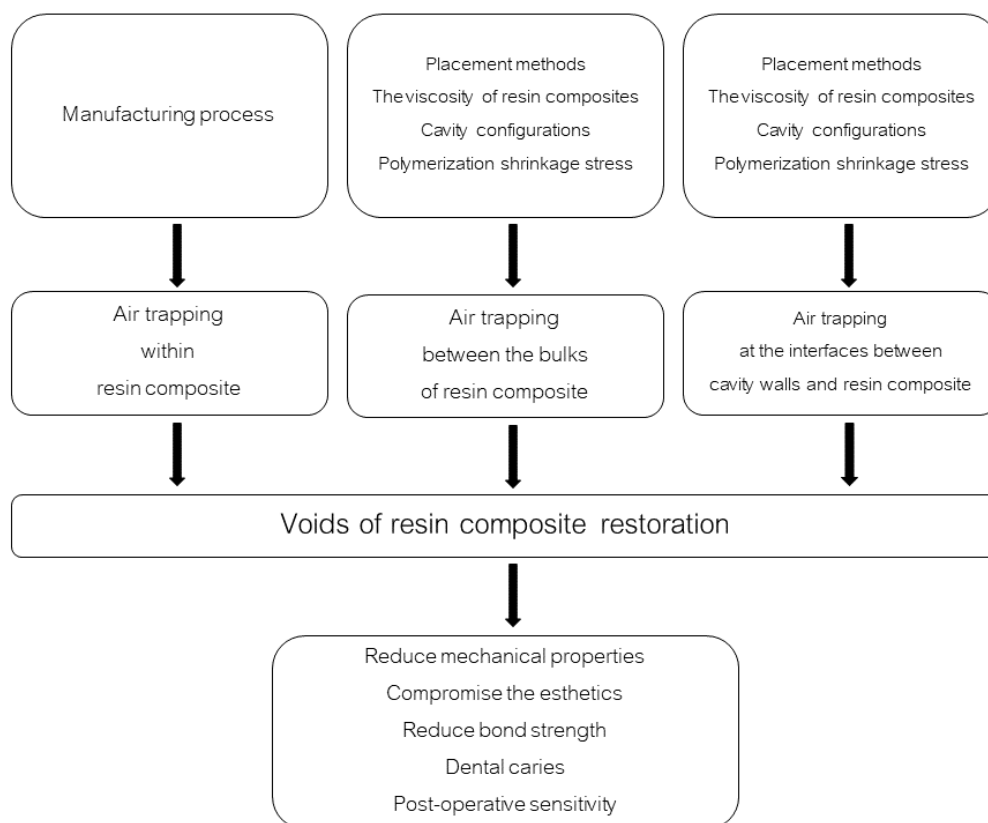 Manufacturing process
Placement methods
The viscosity of resin composites
Cavity configurations
Polymerization shrinkage stress
Placement methods
The viscosity of resin composites
Cavity configurations
Polymerization shrinkage stress
Air trapping
within
resin composite
Air trapping
between the bulks
of resin composite
Air trapping
at the interfaces between
cavity walls and resin composite
Voids of resin composite restoration
Reduce mechanical properties
Compromise the esthetics
Reduce bond strength
Dental caries
Post-operative sensitivity